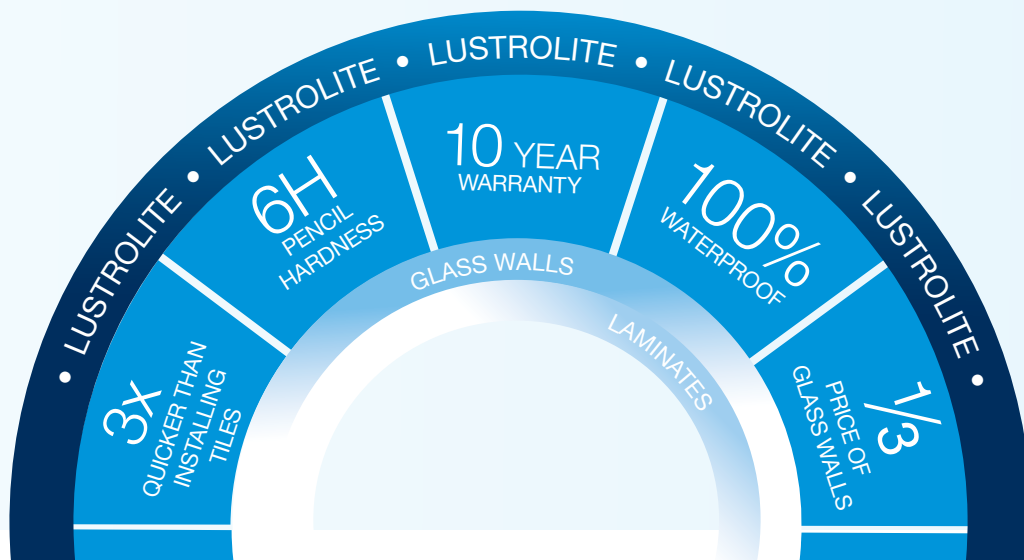 • LUSTROLITE • LUSTROLITE • LUSTROLITE • LUSTROLITE • LUSTROLITE •
3x
QUICKER THAN
INSTALLING
TILES
6H
PENCIL
HARDNESS
10 YEAR
WARRANTY
100%
WATERPROOF
1/3
PRICE OF
GLASS WALLS
GLASS WALLS
LAMINATES